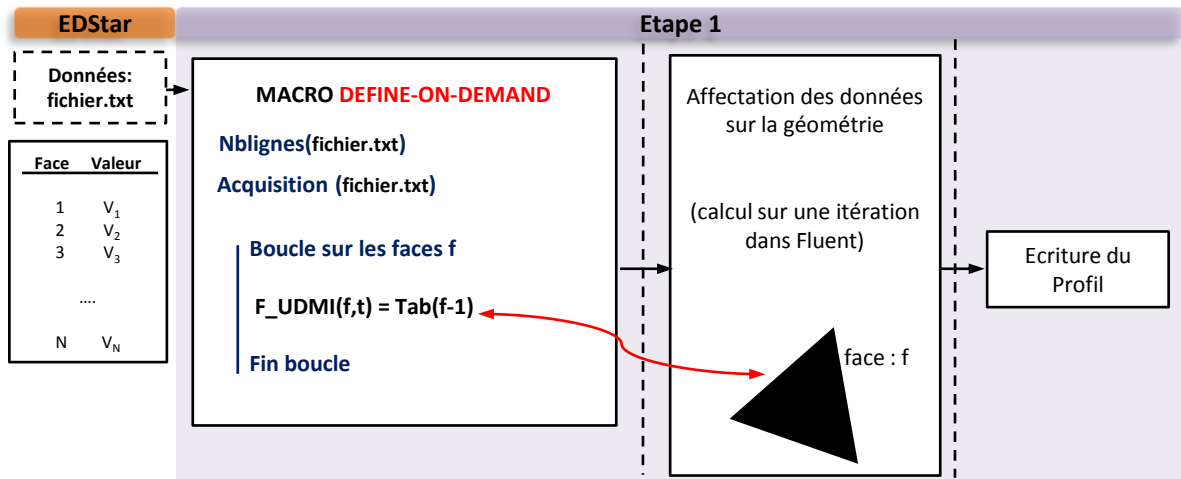 EDStar
Etape 1
Données:
fichier.txt
Face Valeur
1 V1
2 V2
3 V3
....
N VN
MACRO DEFINE-ON-DEMAND
Nblignes(fichier.txt)
Acquisition (fichier.txt)
Boucle sur les faces f
F_UDMI(f,t) = Tab(f-1)
Fin boucle
Affectation des données
sur la géométrie
(calcul sur une itération
dans Fluent)
face : f
Ecriture du
Profil